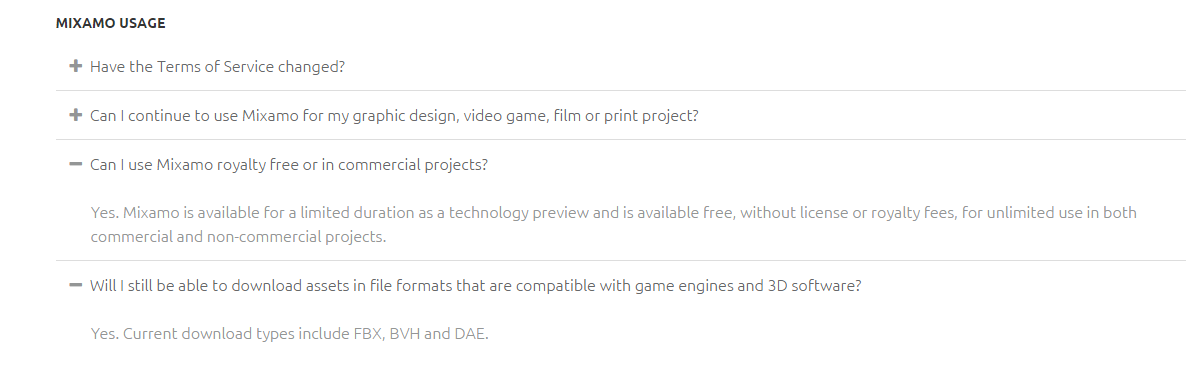 MIXAMO USAGE
Have the Terms of Service changed?
Can I continue to use Mixamo for my graphic design, video game, film or print project?
Can I use Mixamo royalty free or in commercial projects?
Yes. Mixamo is available for a limited duration as a technology preview and is available free, without license or royalty fees, for unlimited use in both
commercial and non-commercial projects.
Will I still be able to download assets in file formats that are compatible with game engines and 3D software?
Yes. Current download types include FBX, BVH and DAE.